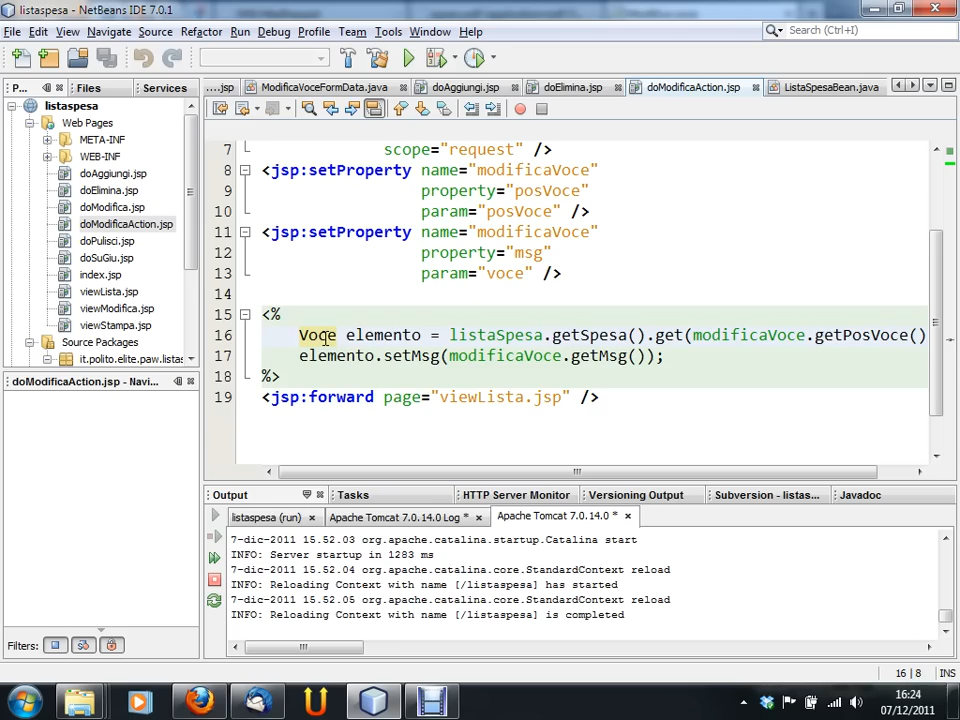 listaspesa - NetBeans IDE 7.0.1
File Edit View Navigate Source Refactor Run Debug Profile Team Tools Window Help
Search (Ctrl+I)
P... Files Services
....jsp ModificaVoceFormData.java doAggiungi.jsp doElimina.jsp doModificaAction.jsp ListaSpesaBean.java
listaspesa
Web Pages
META-INF
WEB-INF
doAggiungi.jsp
doElimina.jsp
doModifica.jsp
doModificaAction.jsp
doPulisci.jsp
doSuGiu.jsp
index.jsp
viewLista.jsp
viewModifica.jsp
viewStampa.jsp
Source Packages
it.polito.elite.paw.listas
doModificaAction.jsp - Navi...
Filters:
7 scope="request" />
8 <jsp:setProperty name="modificaVoce"
9 property="posVoce"
10 param="posVoce" />
11 <jsp:setProperty name="modificaVoce"
12 property="msg"
13 param="voce" />
14
15 <%
16 Voce elemento = listaSpesa.getSpesa().get(modificaVoce.getPosVoce()
17 elemento.setMsg(modificaVoce.getMsg());
18 %>
19 <jsp:forward page="viewLista.jsp" />
Output Tasks HTTP Server Monitor Versioning Output Subversion - listas... Javadoc
listaspesa (run) Apache Tomcat 7.0.14.0 Log * Apache Tomcat 7.0.14.0 *
7-dic-2011 15.52.03 org.apache.catalina.startup.Catalina start
INFO: Server startup in 1283 ms
7-dic-2011 15.52.04 org.apache.catalina.core.StandardContext reload
INFO: Reloading Context with name [/listaspesa] has started
7-dic-2011 15.52.05 org.apache.catalina.core.StandardContext reload
INFO: Reloading Context with name [/listaspesa] is completed
16 | 8 INS
16:24
07/12/2011